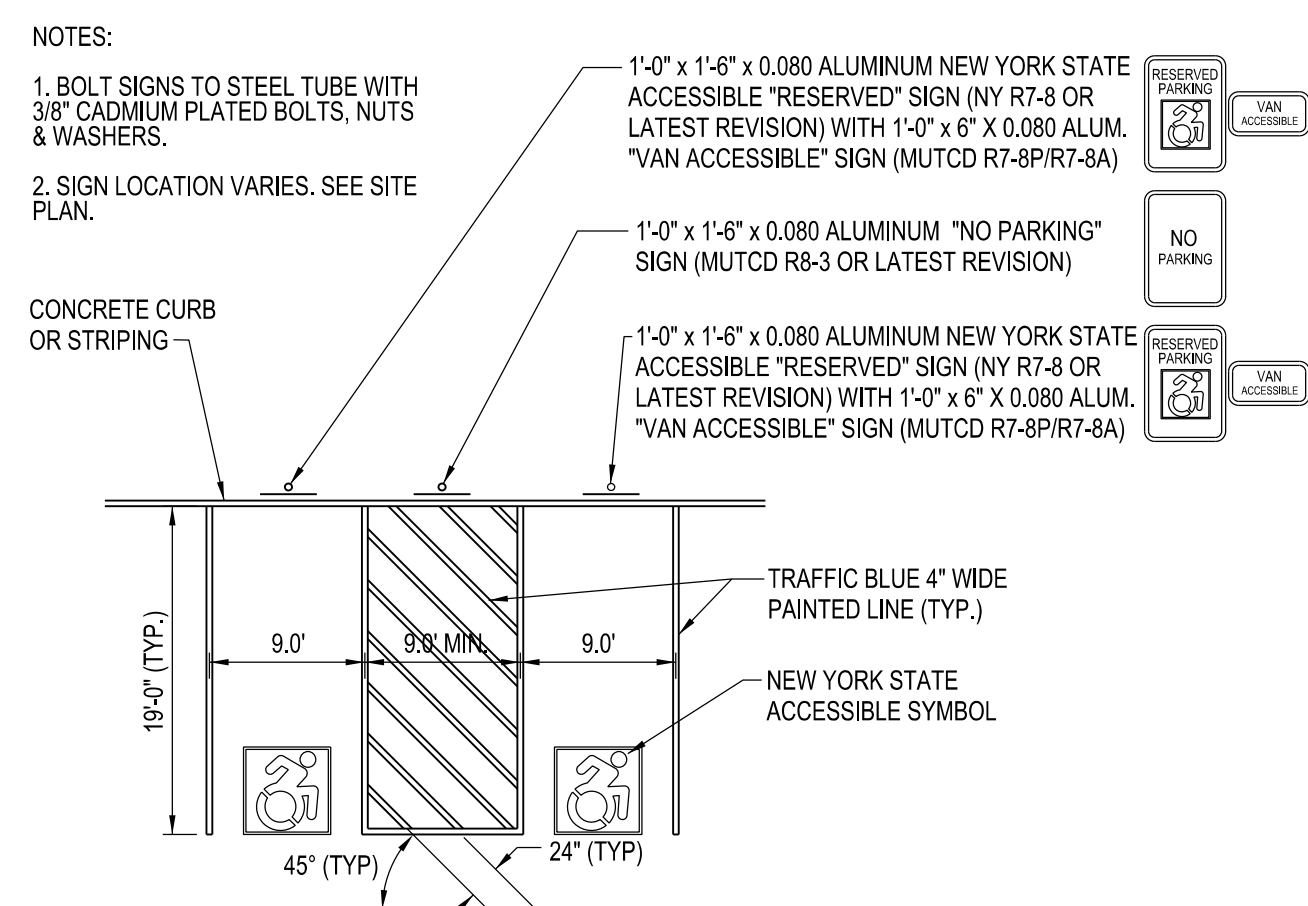 NOTES:
1. BOLT SIGNS TO STEEL TUBE WITH
3/8" CADMIUM PLATED BOLTS, NUTS
& WASHERS.
2. SIGN LOCATION VARIES. SEE SITE
PLAN.
1'-0" x 1'-6" x 0.080 ALUMINUM NEW YORK STATE
ACCESSIBLE "RESERVED" SIGN (NY R7-8 OR
LATEST REVISION) WITH 1'-0" x 6" X 0.080 ALUM.
"VAN ACCESSIBLE" SIGN (MUTCD R7-8P/R7-8A)
RESERVED
PARKING
VAN
ACCESSIBLE
1'-0" x 1'-6" x 0.080 ALUMINUM "NO PARKING"
SIGN (MUTCD R8-3 OR LATEST REVISION)
NO
PARKING
CONCRETE CURB
OR STRIPING
1'-0" x 1'-6" x 0.080 ALUMINUM NEW YORK STATE
ACCESSIBLE "RESERVED" SIGN (NY R7-8 OR
LATEST REVISION) WITH 1'-0" x 6" X 0.080 ALUM.
"VAN ACCESSIBLE" SIGN (MUTCD R7-8P/R7-8A)
RESERVED
PARKING
VAN
ACCESSIBLE
TRAFFIC BLUE 4" WIDE
PAINTED LINE (TYP.)
19'-0" (TYP.)
9.0'
9.0' MIN.
9.0'
NEW YORK STATE
ACCESSIBLE SYMBOL
45° (TYP)
24" (TYP)